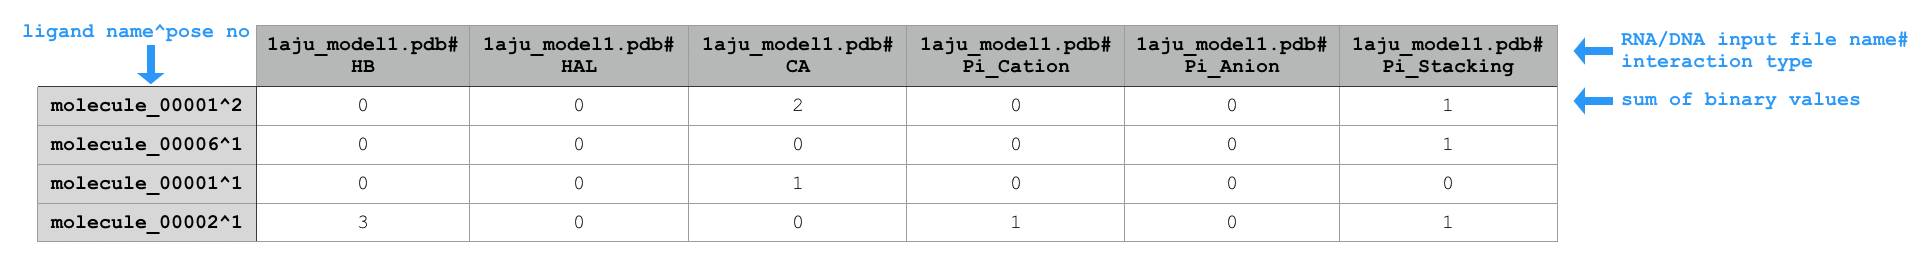 ligand name^pose no
1aju_model1.pdb# 1aju_model1.pdb# 1aju_model1.pdb# 1aju_model1.pdb# 1aju_model1.pdb# 1aju_model1.pdb#
HB HAL CA Pi_Cation Pi_Anion Pi_Stacking
RNA/DNA input file name#
interaction type
molecule_00001^2 0 0 2 0 0 1
sum of binary values
molecule_00006^1 0 0 0 0 0 1
molecule_00001^1 0 0 1 0 0 0
molecule_00002^1 3 0 0 1 0 1